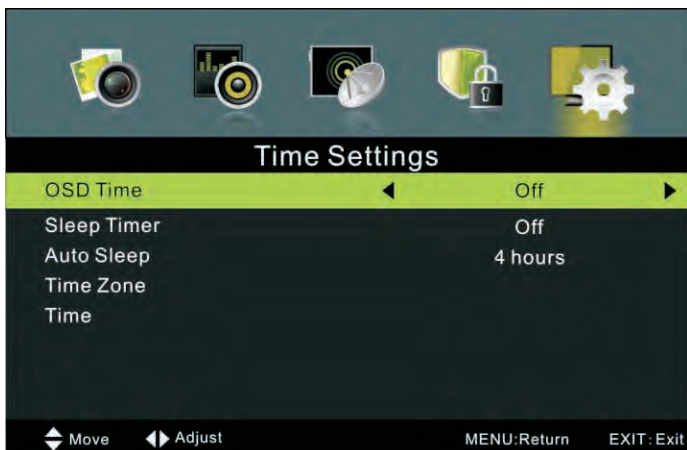 Time Settings
OSD Time Off
Sleep Timer Off
Auto Sleep 4 hours
Time Zone
Time
Move Adjust MENU:Return EXIT:Exit